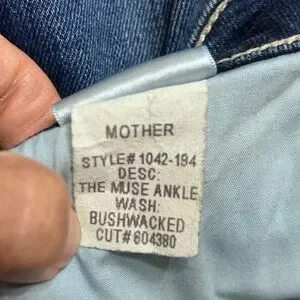 MOTHER
STYLE# 1042-194
DESC:
THE MUSE ANKLE
WASH:
BUSHWACKED
CUT# 604380